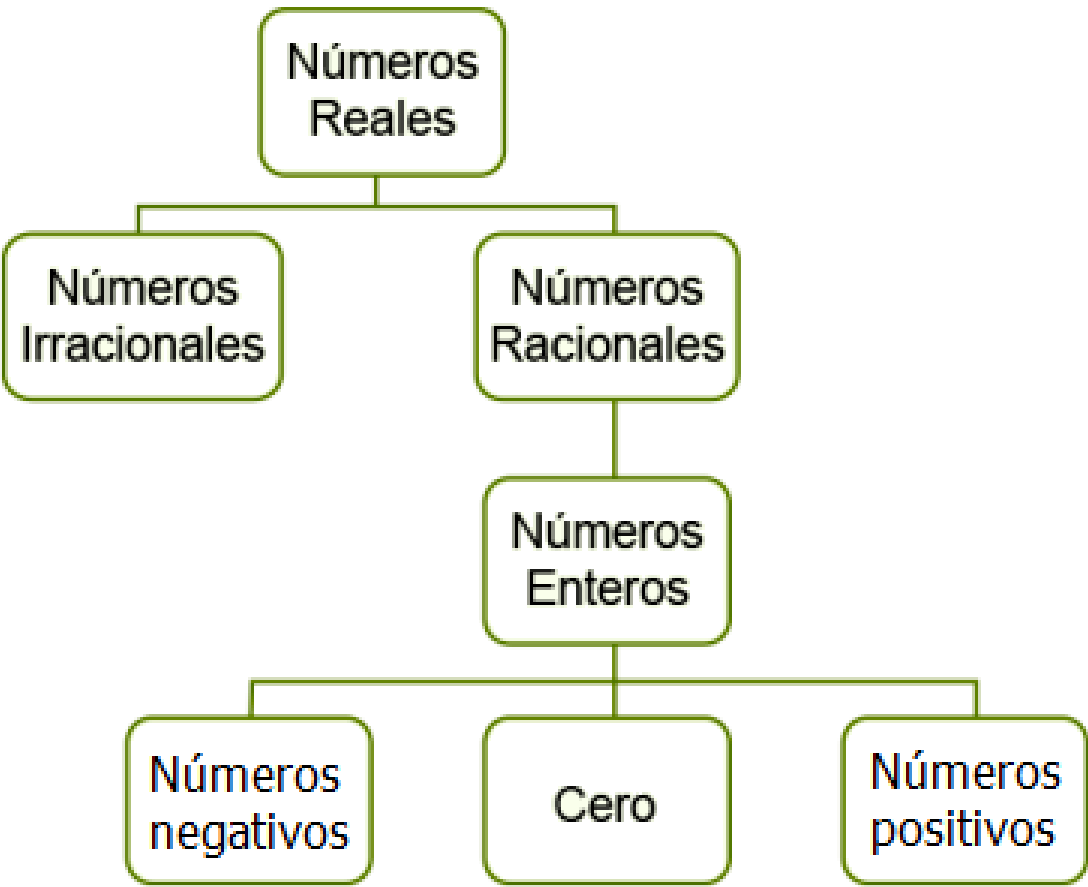 Números
Reales
Números
Irracionales
Números
Racionales
Números
Enteros
Números
negativos
Cero
Números
positivos